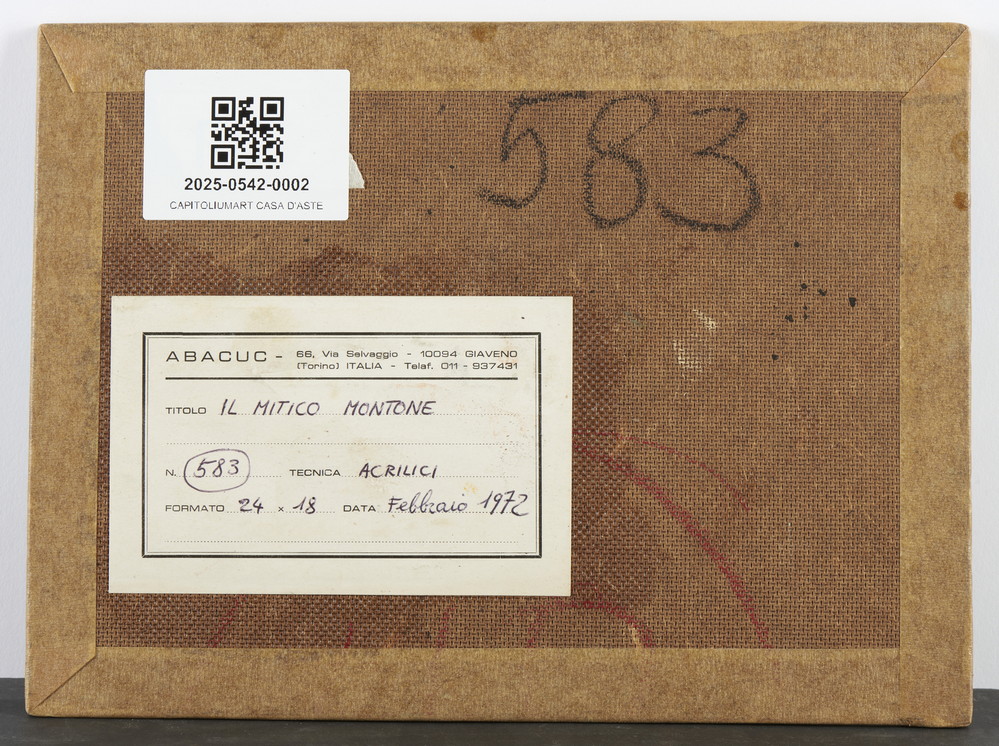 2025-0542-0002
CAPITOLIUMART CASA D'ASTE
583
ABACUC - 66, Via Selvaggio - 10094 GIAVENO
(Torino) ITALIA - Telef. 011 - 937431
TITOLO IL MITICO MONTONE
N. 583 TECNICA ACRILICI
FORMATO 24 x 18 DATA Febbraio 1972